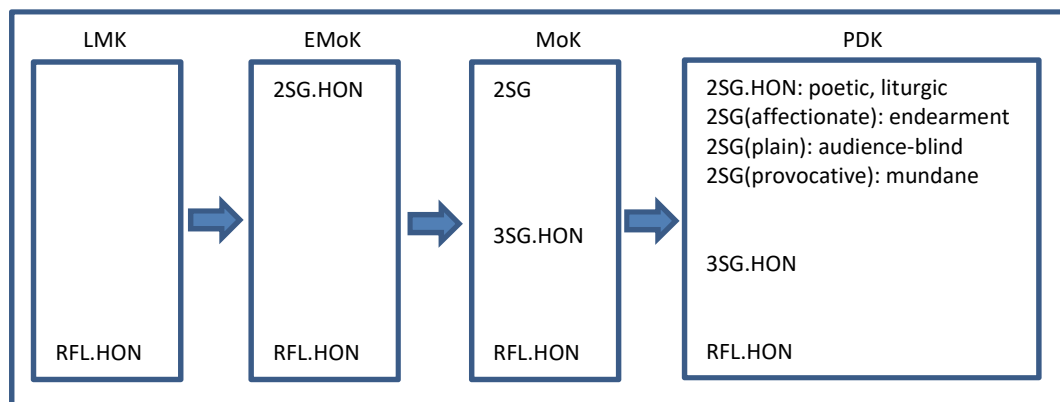 LMK
EMoK
MoK
PDK
RFL.HON
2SG.HON
RFL.HON
2SG
3SG.HON
RFL.HON
2SG.HON: poetic, liturgic
2SG(affectionate): endearment
2SG(plain): audience-blind
2SG(provocative): mundane
3SG.HON
RFL.HON